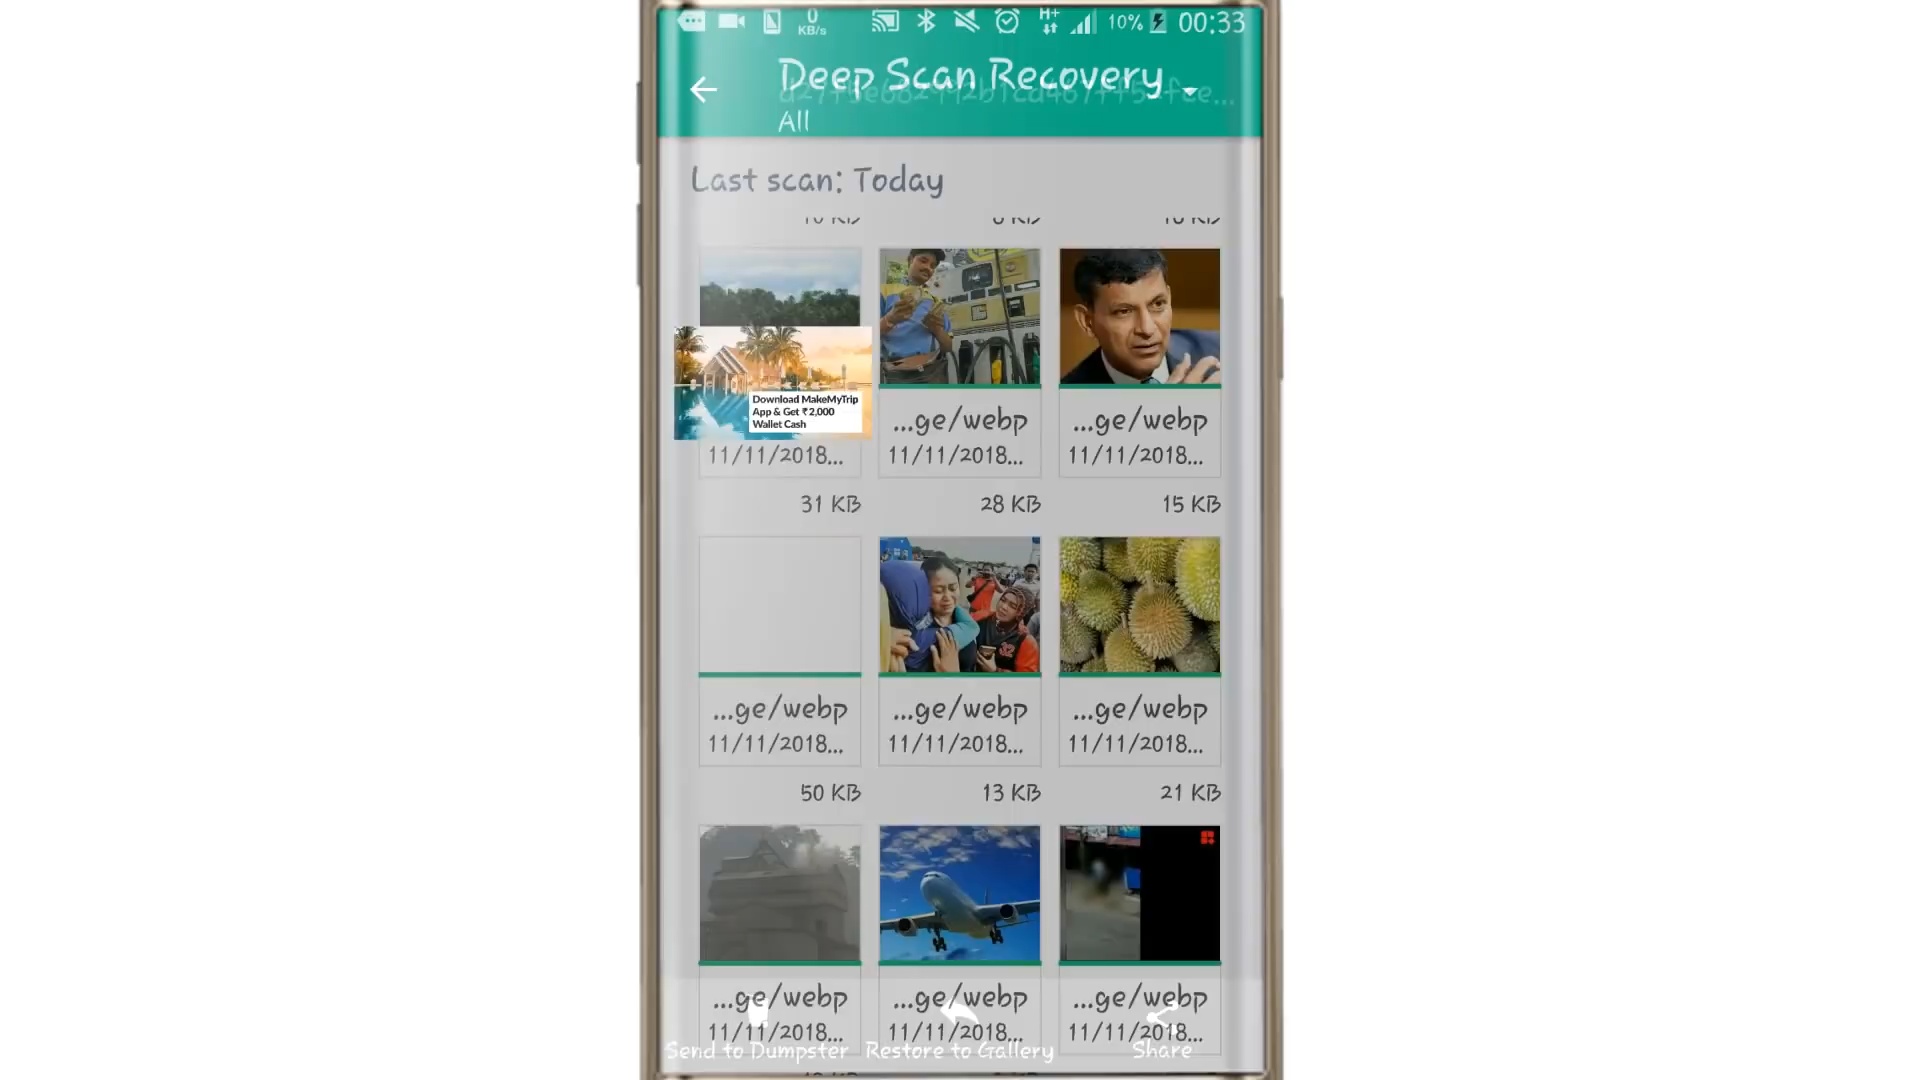 0
KB/s
H+
10%
00:33
Deep Scan Recovery
All
Last scan: Today
Download MakeMyTrip
App & Get ₹2,000
Wallet Cash
...ge/webp
...ge/webp
11/11/2018...
11/11/2018...
11/11/2018...
31 KB
28 KB
15 KB
...ge/webp
...ge/webp
...ge/webp
11/11/2018...
11/11/2018...
11/11/2018...
50 KB
13 KB
21 KB
...ge/webp
...ge/webp
...ge/webp
11/11/2018...
11/11/2018...
11/11/2018...
Send to Dumpster
Restore to Gallery
Share